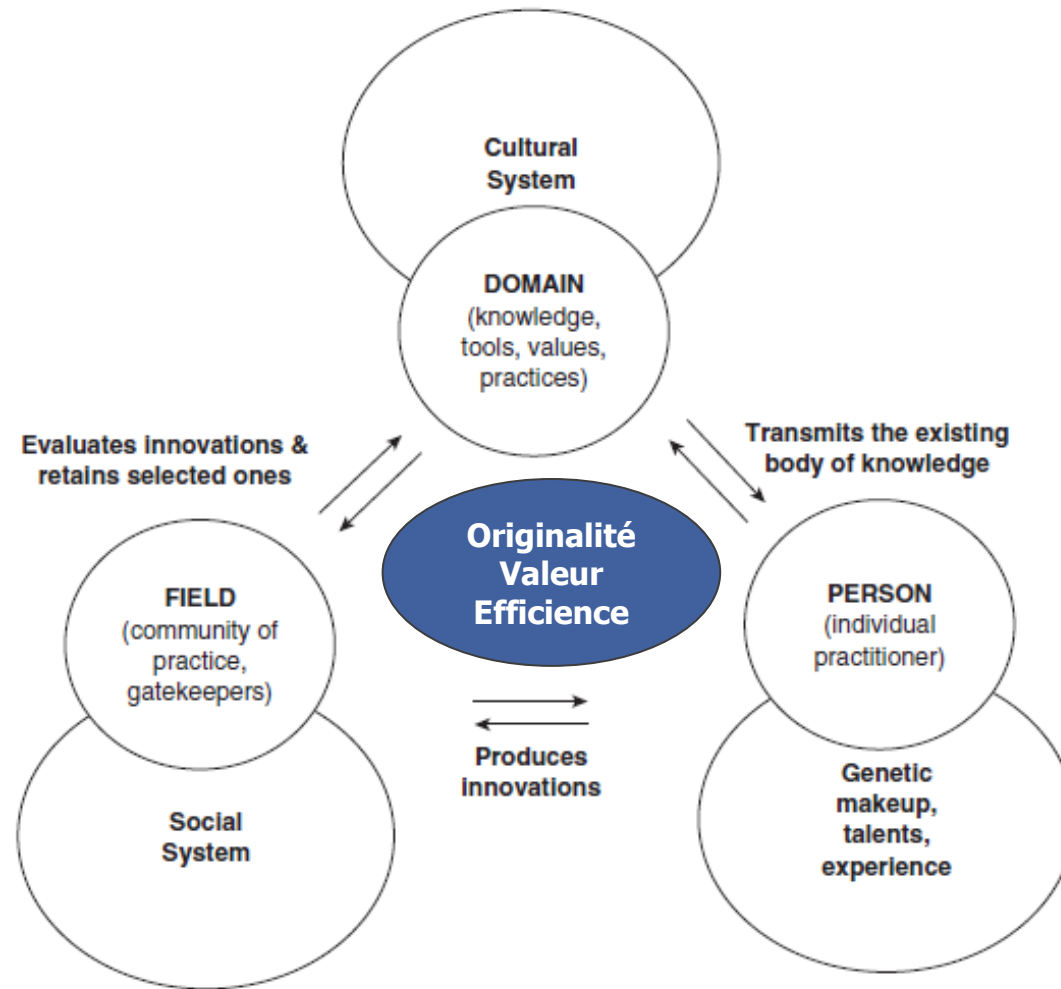 Cultural
System
DOMAIN
(knowledge,
tools, values,
practices)
Evaluates innovations &
retains selected ones
Transmits the existing
body of knowledge
Originalité
Valeur
Efficience
FIELD
(community of
practice,
gatekeepers)
PERSON
(individual
practitioner)
Produces
innovations
Social
System
Genetic
makeup,
talents,
experience